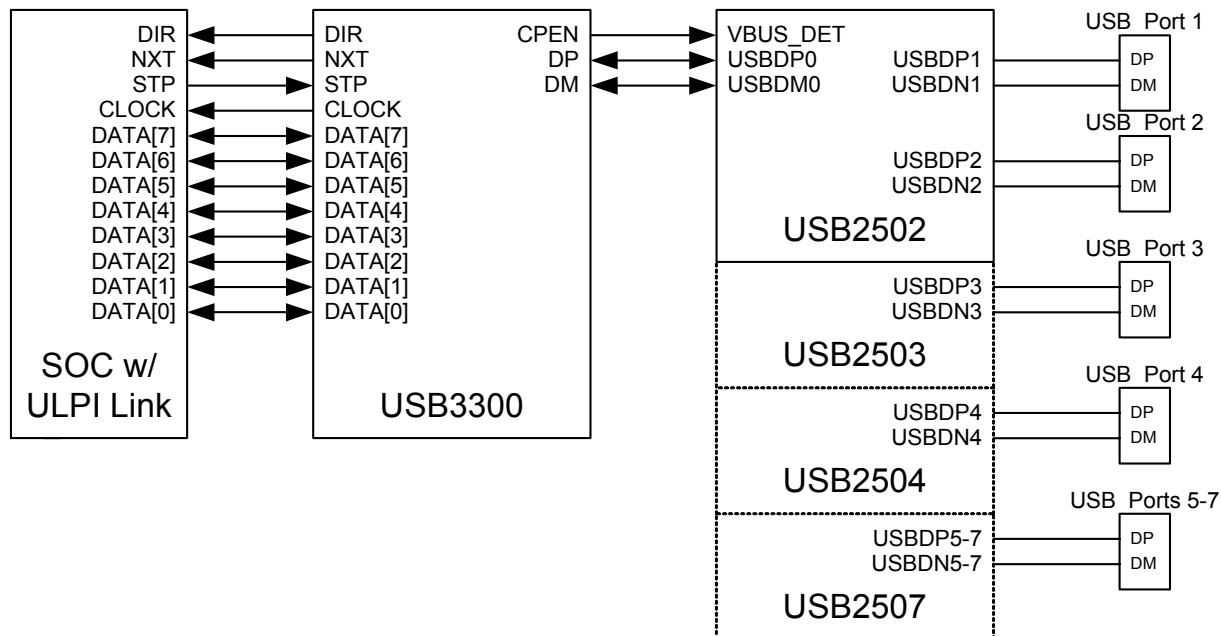 DIR
NXT
STP
CLOCK
DATA[7]
DATA[6]
DATA[5]
DATA[4]
DATA[3]
DATA[2]
DATA[1]
DATA[0]
SOC w/
ULPI Link
DIR
NXT
STP
CLOCK
DATA[7]
DATA[6]
DATA[5]
DATA[4]
DATA[3]
DATA[2]
DATA[1]
DATA[0]
CPEN
DP
DM
USB3300
VBUS_DET
USBDP0
USBDM0
USBDP1
USBDN1
USBDP2
USBDN2
USB2502
USBDP3
USBDN3
USB2503
USBDP4
USBDN4
USB2504
USBDP5-7
USBDN5-7
USB2507
USB Port 1
DP
DM
USB Port 2
DP
DM
USB Port 3
DP
DM
USB Port 4
DP
DM
USB Ports 5-7
DP
DM